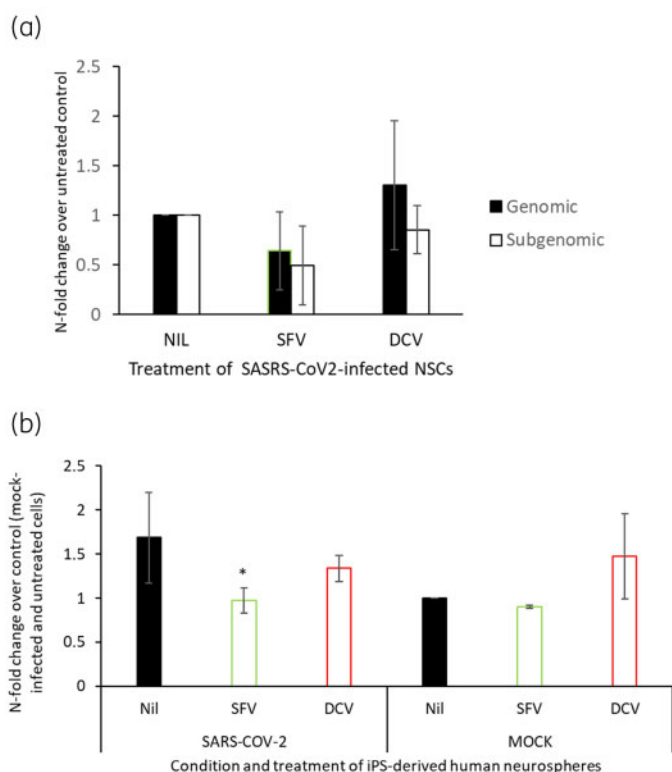 (a)
N-fold change over untreated control
2.5
2
1.5
1
0.5
0
NIL
SFV
DCV
Treatment of SASRS-CoV2-infected NSCs
Genomic
Subgenomic
(b)
N-fold change over control (mock-
infected and untreated cells)
2.5
2
1.5
1
0.5
0
*
Nil
SFV
DCV
Nil
SFV
DCV
SARS-COV-2
MOCK
Condition and treatment of iPS-derived human neurospheres